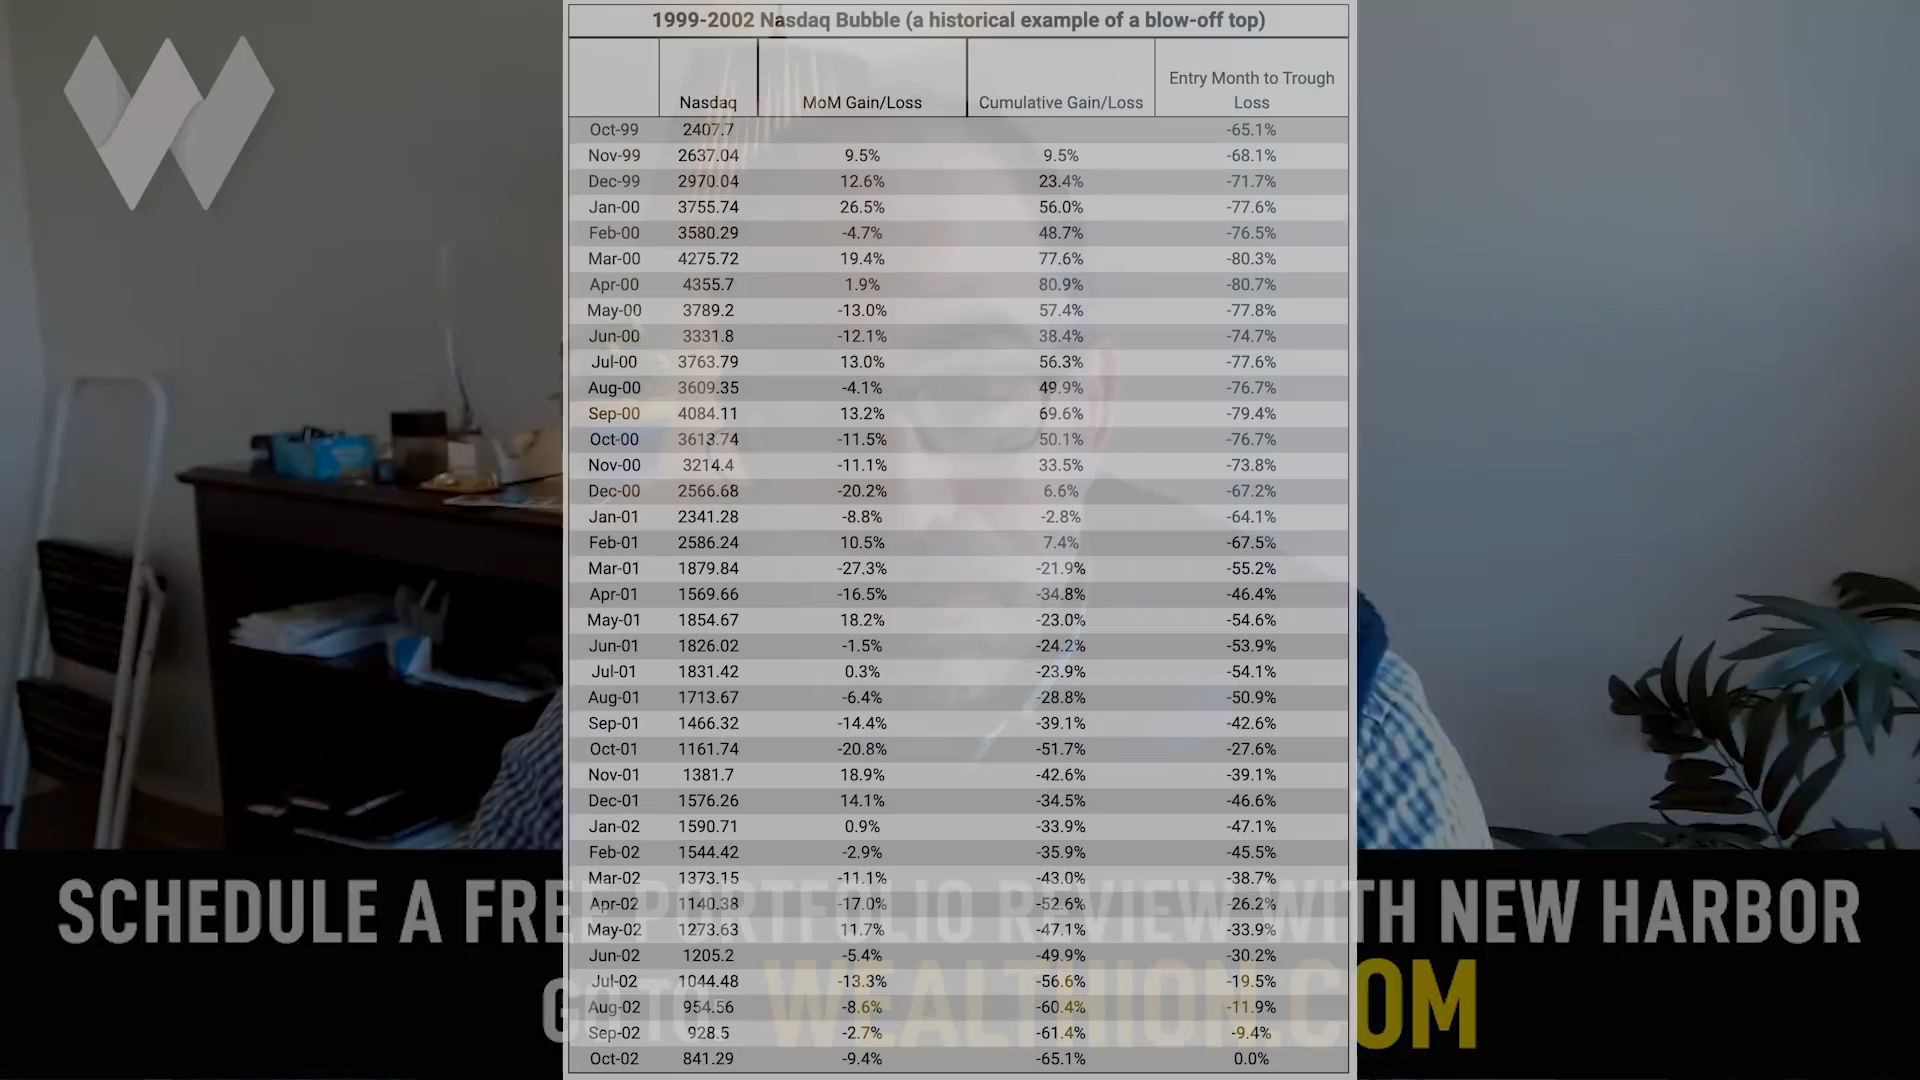 1999-2002 Nasdaq Bubble (a historical example of a blow-off top)
Nasdaq MoM Gain/Loss Cumulative Gain/Loss Entry Month to Trough Loss
Oct-99 2407.7 -65.1%
Nov-99 2637.04 9.5% 9.5% -68.1%
Dec-99 2970.04 12.6% 23.4% -71.7%
Jan-00 3755.74 26.5% 56.0% -77.6%
Feb-00 3580.29 -4.7% 48.7% -76.5%
Mar-00 4275.72 19.4% 77.6% -80.3%
Apr-00 4355.7 1.9% 80.9% -80.7%
May-00 3789.2 -13.0% 57.4% -77.8%
Jun-00 3331.8 -12.1% 38.4% -74.7%
Jul-00 3763.79 13.0% 56.3% -77.6%
Aug-00 3609.35 -4.1% 49.9% -76.7%
Sep-00 4084.11 13.2% 69.6% -79.4%
Oct-00 3613.74 -11.5% 50.1% -76.7%
Nov-00 3214.4 -11.1% 33.5% -73.8%
Dec-00 2566.68 -20.2% 6.6% -67.2%
Jan-01 2341.28 -8.8% -2.8% -64.1%
Feb-01 2586.24 10.5% 7.4% -67.5%
Mar-01 1879.84 -27.3% -21.9% -55.2%
Apr-01 1569.66 -16.5% -34.8% -46.4%
May-01 1854.67 18.2% -23.0% -54.6%
Jun-01 1826.02 -1.5% -24.2% -53.9%
Jul-01 1831.42 0.3% -23.9% -54.1%
Aug-01 1713.67 -6.4% -28.8% -50.9%
Sep-01 1466.32 -14.4% -39.1% -42.6%
Oct-01 1161.74 -20.8% -51.7% -27.6%
Nov-01 1381.7 18.9% -42.6% -39.1%
Dec-01 1576.26 14.1% -34.5% -46.6%
Jan-02 1590.71 0.9% -33.9% -47.1%
Feb-02 1544.42 -2.9% -35.9% -45.5%
Mar-02 1373.15 -11.1% -43.0% -38.7%
Apr-02 1140.38 -17.0% -52.6% -26.2%
May-02 1273.63 11.7% -47.1% -33.9%
Jun-02 1205.2 -5.4% -49.9% -30.2%
Jul-02 1044.48 -13.3% -56.6% -19.5%
Aug-02 954.56 -8.6% -60.4% -11.9%
Sep-02 928.5 -2.7% -61.4% -9.4%
Oct-02 841.29 -9.4% -65.1% 0.0%
SCHEDULE A FREE PORTFOLIO REVIEW WITH NEW HARBOR
GO TO WEALTHION.COM